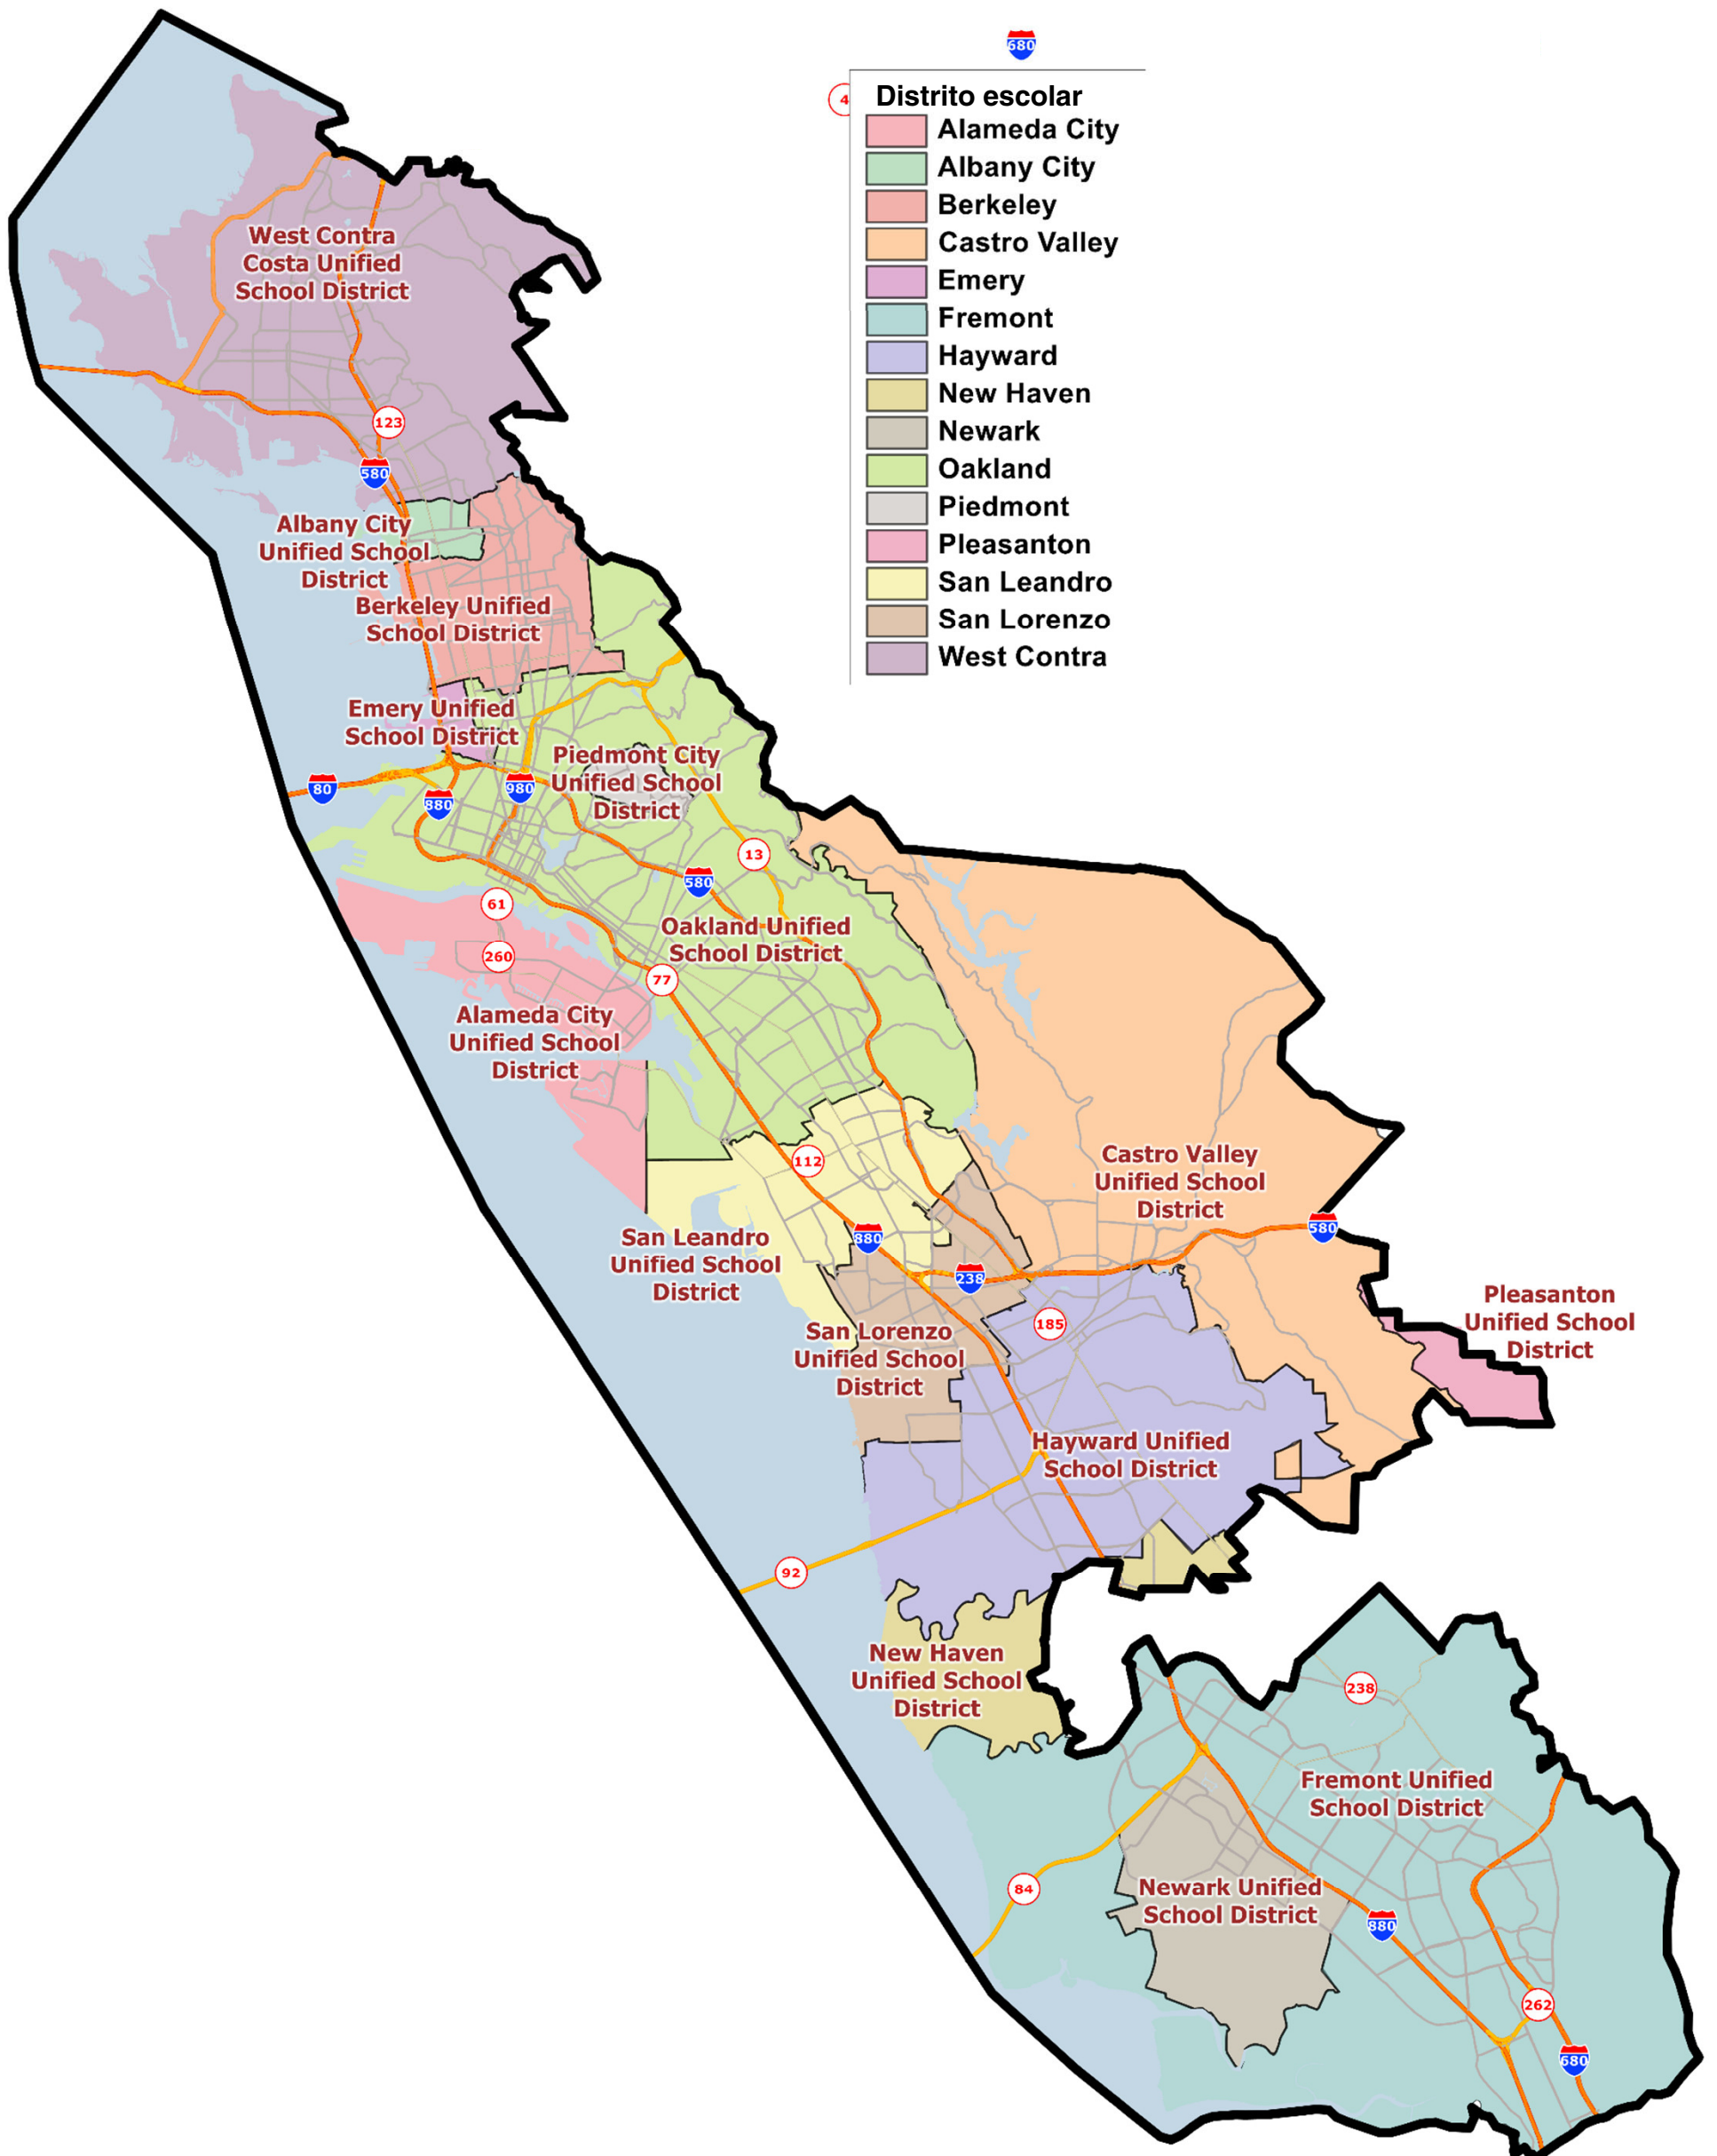 680
4
Distrito escolar
Alameda City
Albany City
Berkeley
Castro Valley
Emery
Fremont
Hayward
New Haven
Newark
Oakland
Piedmont
Pleasanton
San Leandro
San Lorenzo
West Contra
West Contra
Costa Unified
School District
123
580
Albany City
Unified School
District
Berkeley Unified
School District
Emery Unified
School District
Piedmont City
Unified School
District
80
880
980
13
580
61
Oakland Unified
School District
260
77
Alameda City
Unified School
District
112
Castro Valley
Unified School
District
580
San Leandro
Unified School
District
880
238
Pleasanton
Unified School
District
185
San Lorenzo
Unified School
District
Hayward Unified
School District
92
New Haven
Unified School
District
238
Fremont Unified
School District
84
Newark Unified
School District
880
262
680